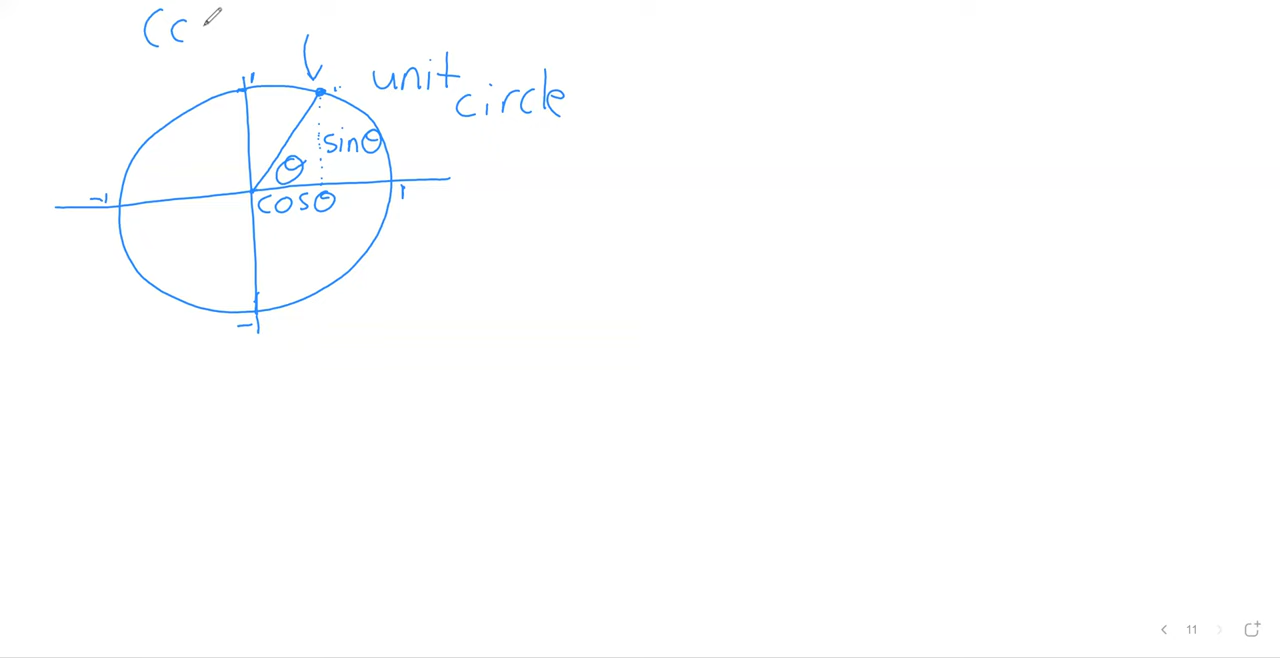 (c
1
unit
circle
sinθ
θ
-1
cosθ
1
-1
11